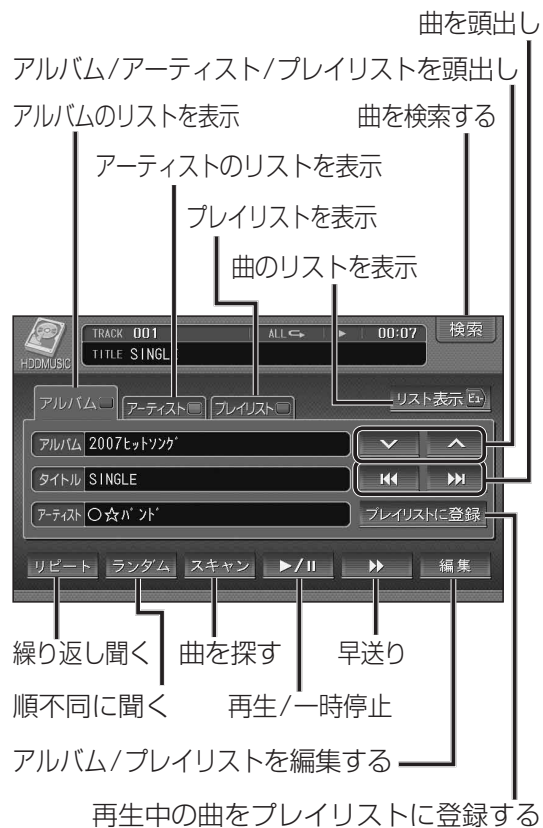 曲を頭出し
アルバム/アーティスト/プレイリストを頭出し
アルバムのリストを表示 曲を検索する
アーティストのリストを表示
プレイリストを表示
曲のリストを表示
HDDMUSIC
TRACK 001 ALL 00:07 検索
TITLE SINGLE
アルバム アーティスト プレイリスト リスト表示
アルバム 2007ヒットソング
タイトル SINGLE
アーティスト ○☆バンド プレイリストに登録
リピート ランダム スキャン ▶/II ▶▶ 編集
繰り返し聞く 曲を探す 早送り
順不同に聞く 再生/一時停止
アルバム/プレイリストを編集する
再生中の曲をプレイリストに登録する